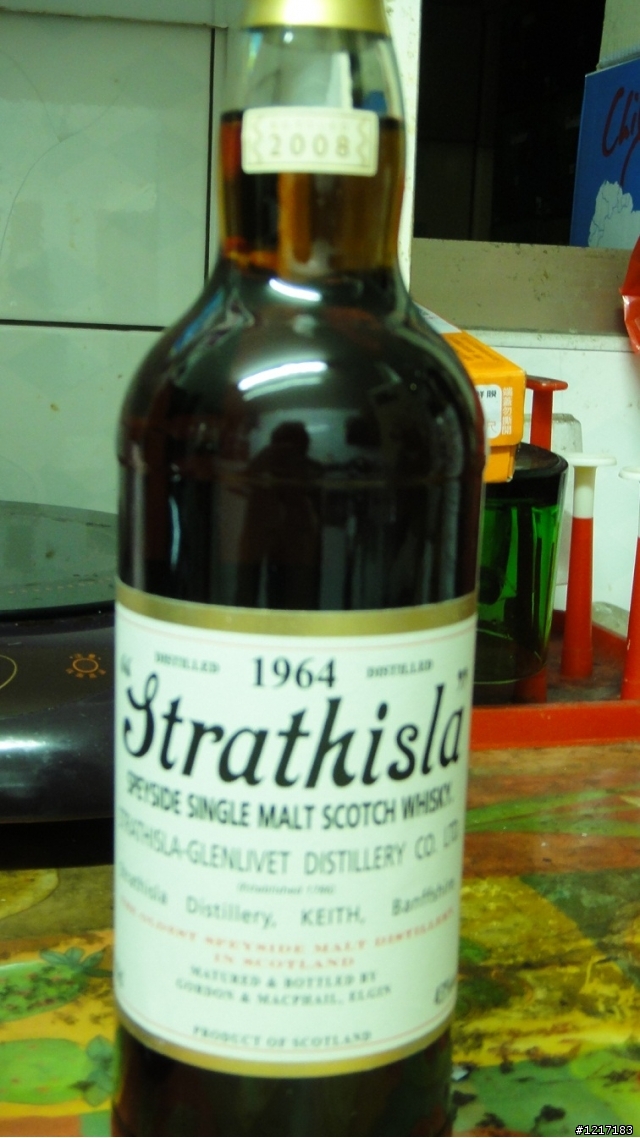 2008
DISTILLED 1964 DISTILLED
"Strathisla"
SPEYSIDE SINGLE MALT SCOTCH WHISKY.
STRATHISLA-GLENLIVET DISTILLERY CO. LTD.
(Established 1786)
Strathisla Distillery, KEITH, Banffshire
THE OLDEST SPEYSIDE MALT DISTILLERY
IN SCOTLAND
MATURED & BOTTLED BY
GORDON & MACPHAIL, ELGIN
PRODUCT OF SCOTLAND
#1217183